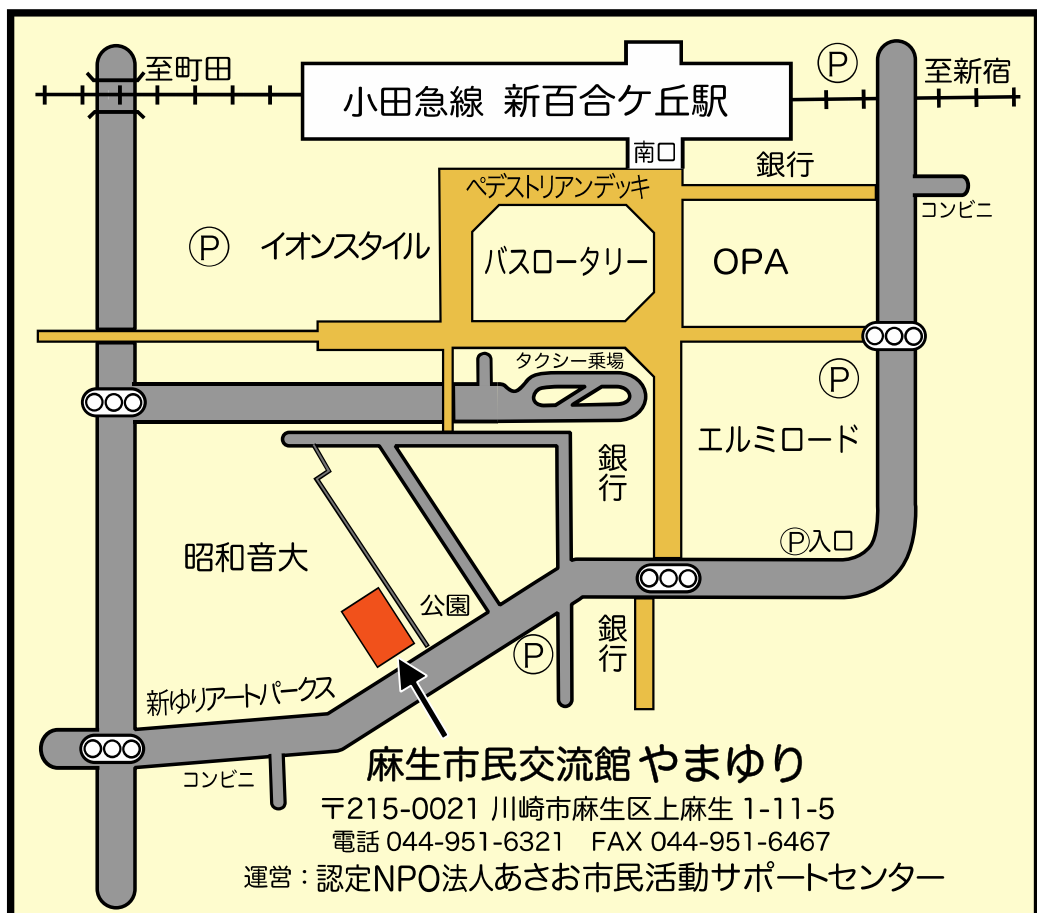 至町田
小田急線 新百合ケ丘駅
Ⓟ
至新宿
南口
銀行
ペデストリアンデッキ
コンビニ
Ⓟ
イオンスタイル
バスロータリー
OPA
タクシー乗場
Ⓟ
エルミロード
銀行
Ⓟ入口
昭和音大
公園
銀行
Ⓟ
新ゆりアートパークス
コンビニ
麻生市民交流館 やまゆり
〒215-0021 川崎市麻生区上麻生 1-11-5
電話 044-951-6321 FAX 044-951-6467
運営：認定NPO法人あさお市民活動サポートセンター